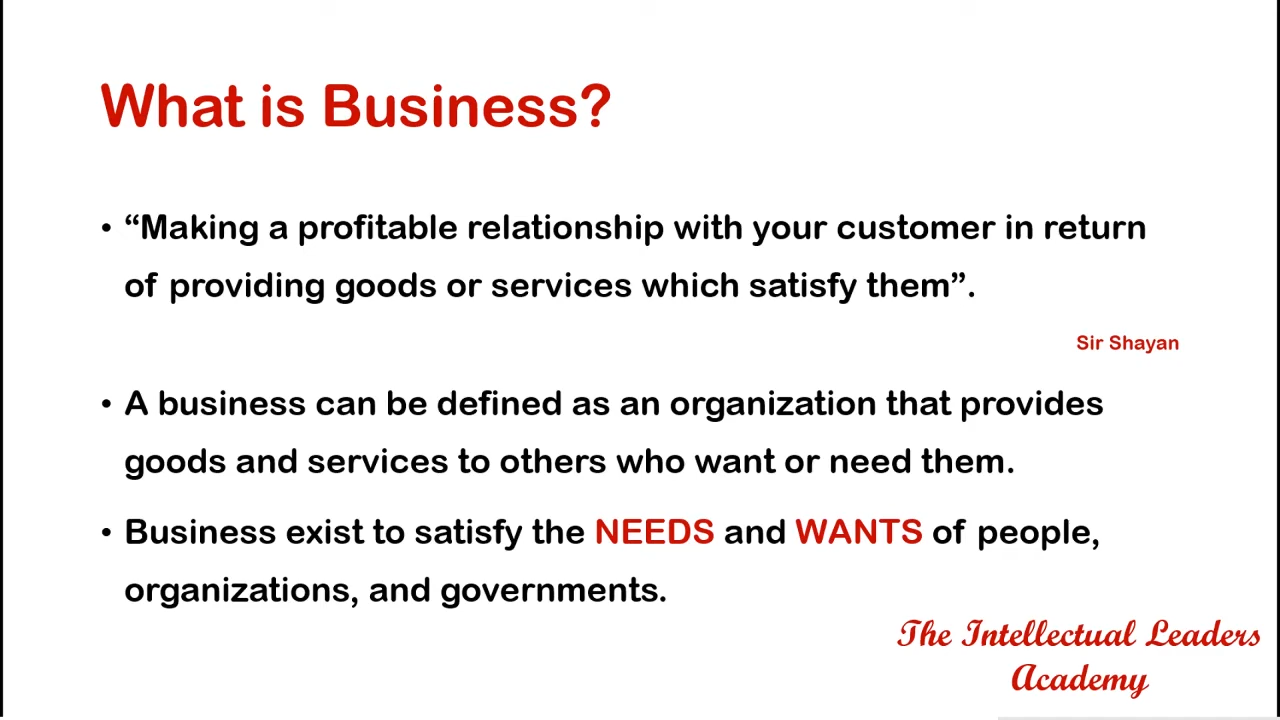 What is Business?
• “Making a profitable relationship with your customer in return
of providing goods or services which satisfy them”.
Sir Shayan
• A business can be defined as an organization that provides
goods and services to others who want or need them.
• Business exist to satisfy the NEEDS and WANTS of people,
organizations, and governments.
The Intellectual Leaders
Academy